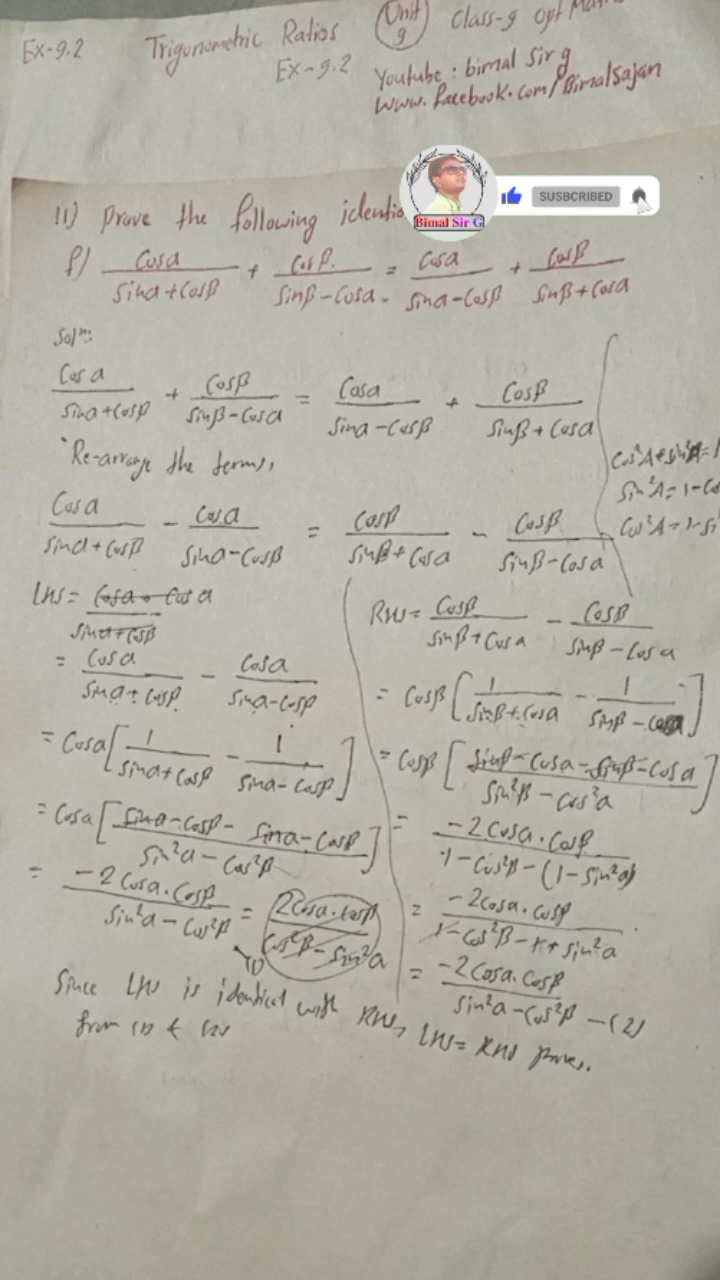 Ex-9.2 Trigonometric Ratios Unit 9 Class-9 Opt Math
Ex-9.2 Youtube: bimal Sir g
www.facebook.com/BimalSajan
SUSBCRIBED
Bimal Sir G
11) Prove the following identi
f) Cosα/(Sinα+Cosβ) + Cosβ/(Sinβ-Cosα) = Cosα/(Sinα-Cosβ) + Cosβ/(Sinβ+Cosα)
Solⁿ:
Cosα/(Sinα+Cosβ) + Cosβ/(Sinβ-Cosα) = Cosα/(Sinα-Cosβ) + Cosβ/(Sinβ+Cosα)
Re-arrange the terms,
Cos²A+Sin²A=1
Sin²A=1-Co
Cos²A=1-Si
Cosα/(Sinα+Cosβ) - Cosα/(Sinα-Cosβ) = Cosβ/(Sinβ+Cosα) - Cosβ/(Sinβ-Cosα)
LHS =
= Cosα/(Sinα+Cosβ) - Cosα/(Sinα-Cosβ)
= Cosα[1/(Sinα+Cosβ) - 1/(Sinα-Cosβ)]
= Cosα[(Sinα-Cosβ-Sinα-Cosβ)/(Sin²α-Cos²β)]
= -2Cosα.Cosβ/(Sin²α-Cos²β) = 2Cosα.Cosβ/(Cos²β-Sin²α)
(1)
RHS = Cosβ/(Sinβ+Cosα) - Cosβ/(Sinβ-Cosα)
= Cosβ[1/(Sinβ+Cosα) - 1/(Sinβ-Cosα)]
= Cosβ[(Sinβ-Cosα-Sinβ-Cosα)/(Sin²β-Cos²α)]
= -2Cosα.Cosβ/(1-Cos²β-(1-Sin²α))
= -2Cosα.Cosβ/(1-Cos²β-1+Sin²α)
= -2Cosα.Cosβ/(Sin²α-Cos²β) -(2)
Since LHS is identical with RHS, LHS = RHS
from (1) & (2)